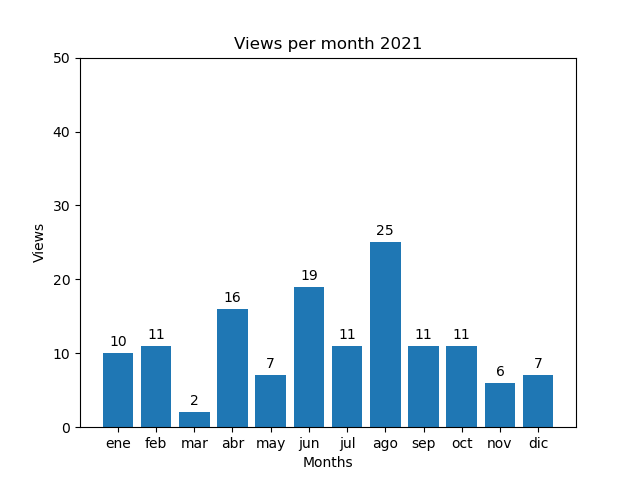 Views per month 2021
50
40
30
20
10
0
Views
10 11 2 16 7 19 11 25 11 11 6 7
ene feb mar abr may jun jul ago sep oct nov dic
Months